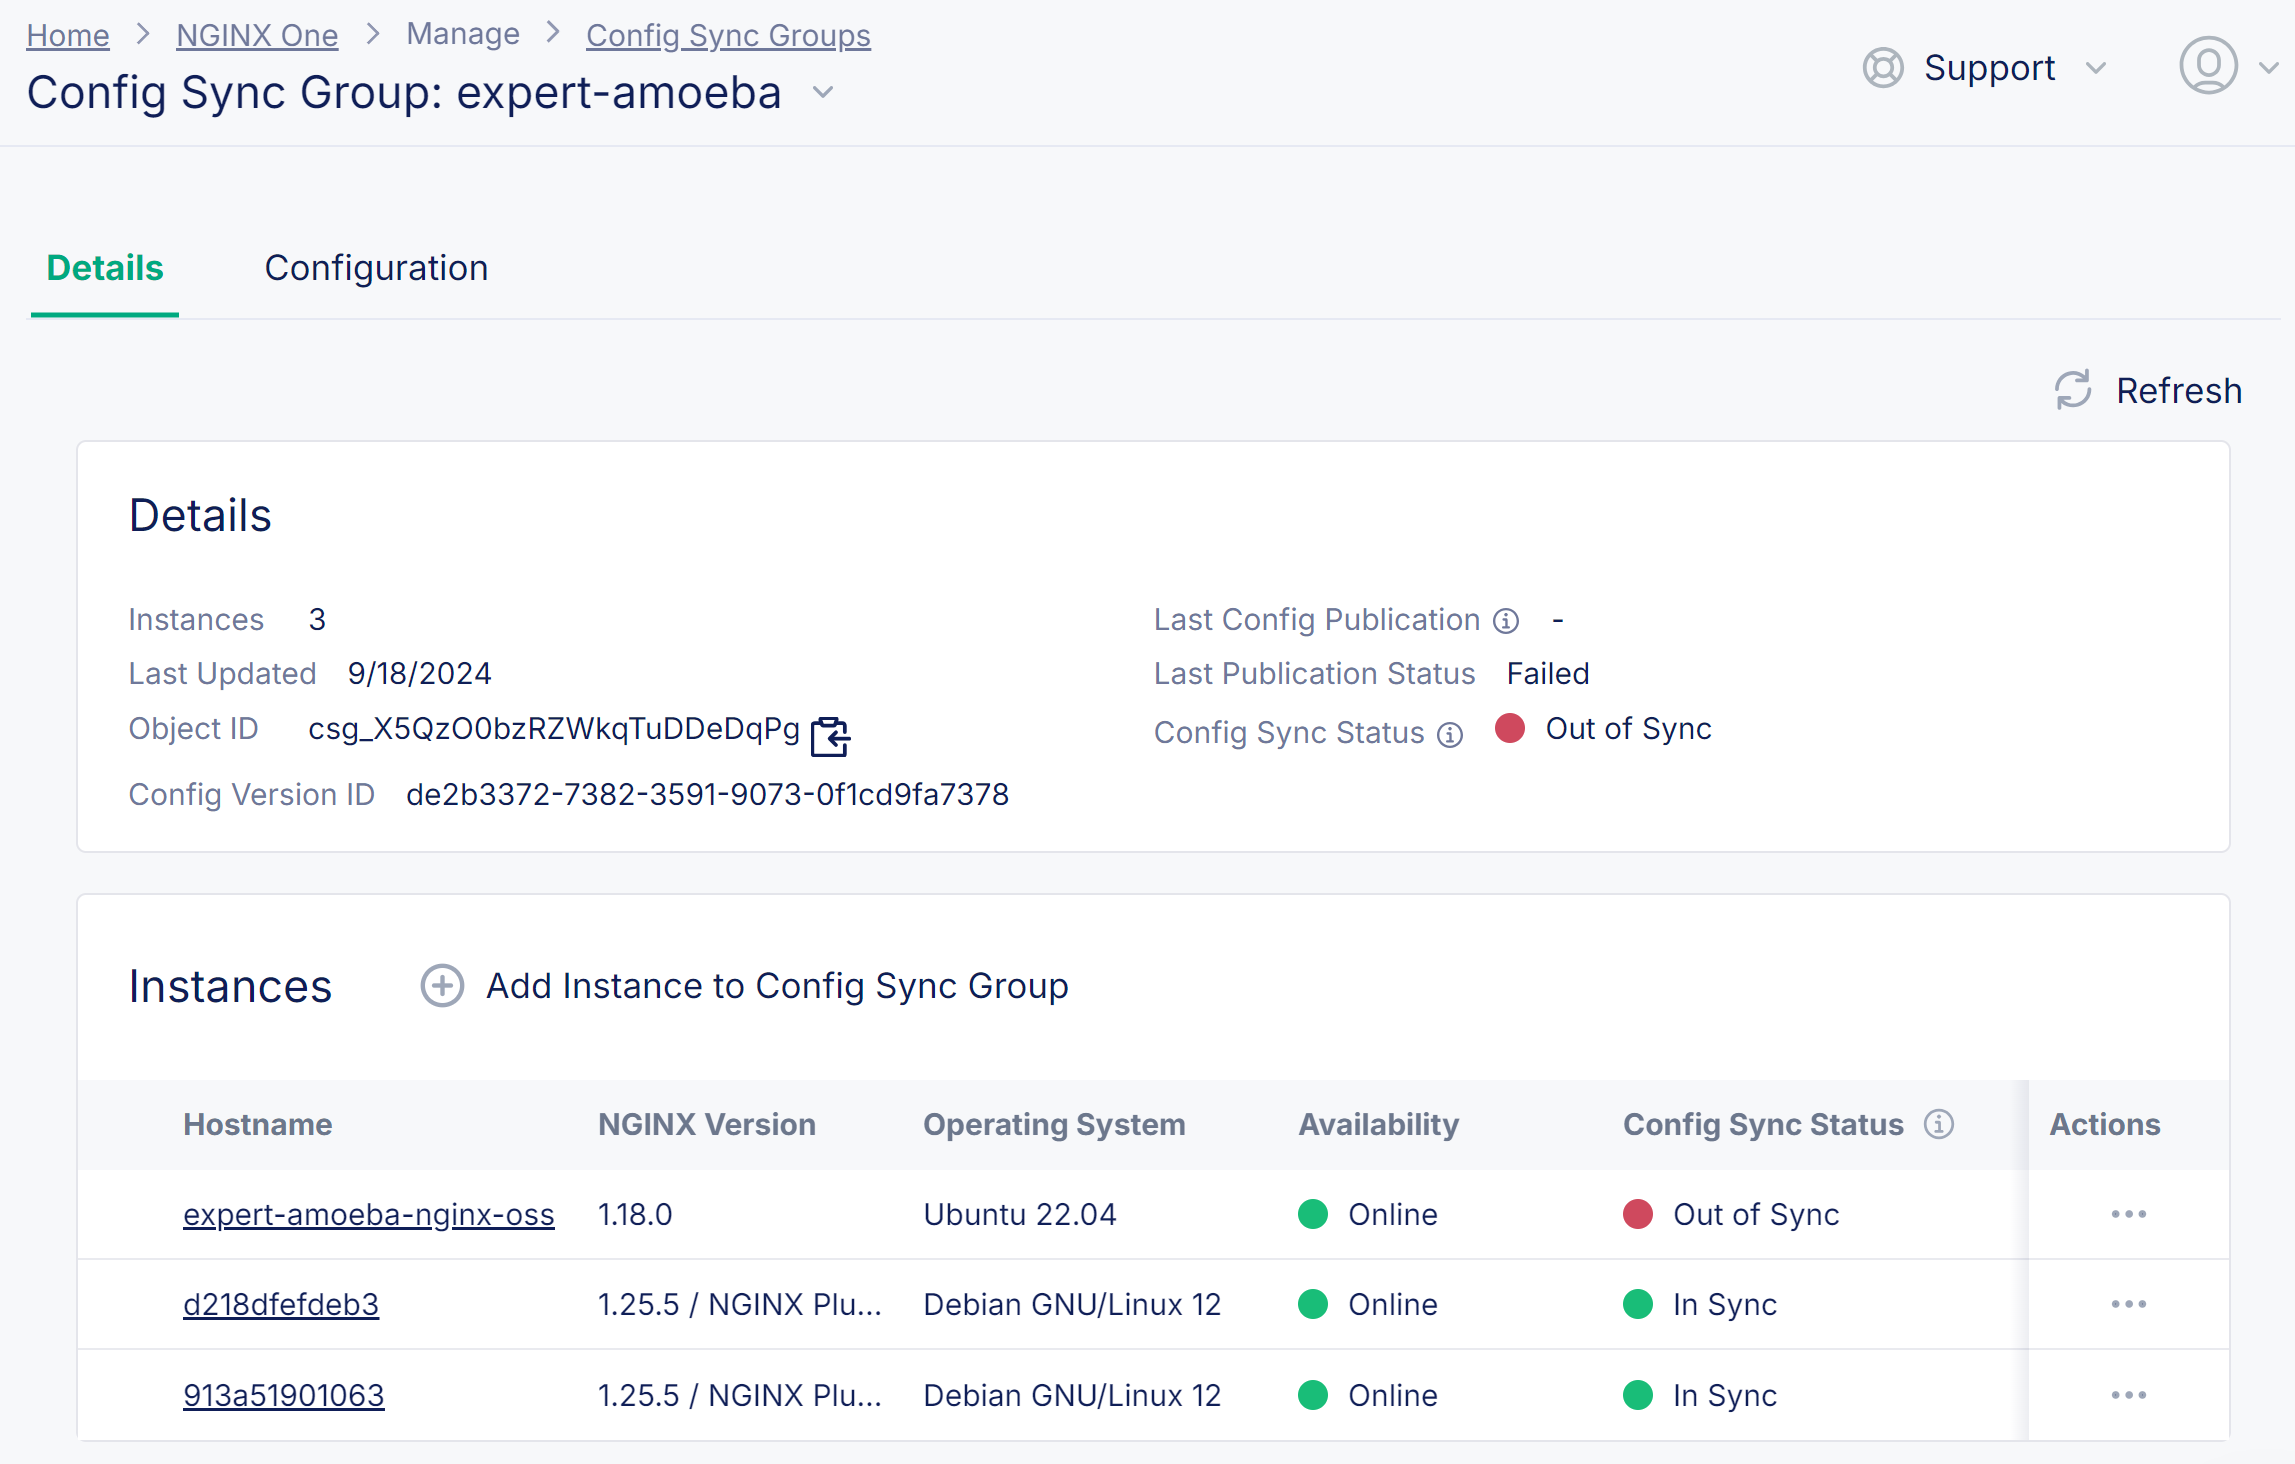 Home > NGINX One > Manage > Config Sync Groups
Config Sync Group: expert-amoeba
Support
Details
Configuration
Refresh
Details
Instances 3
Last Updated 9/18/2024
Object ID csg_X5QzO0bzRZWkqTuDDeDqPg
Config Version ID de2b3372-7382-3591-9073-0f1cd9fa7378
Last Config Publication -
Last Publication Status Failed
Config Sync Status Out of Sync
Instances
Add Instance to Config Sync Group
Hostname NGINX Version Operating System Availability Config Sync Status Actions
expert-amoeba-nginx-oss 1.18.0 Ubuntu 22.04 Online Out of Sync
d218dfefdeb3 1.25.5 / NGINX Plu... Debian GNU/Linux 12 Online In Sync
913a51901063 1.25.5 / NGINX Plu... Debian GNU/Linux 12 Online In Sync